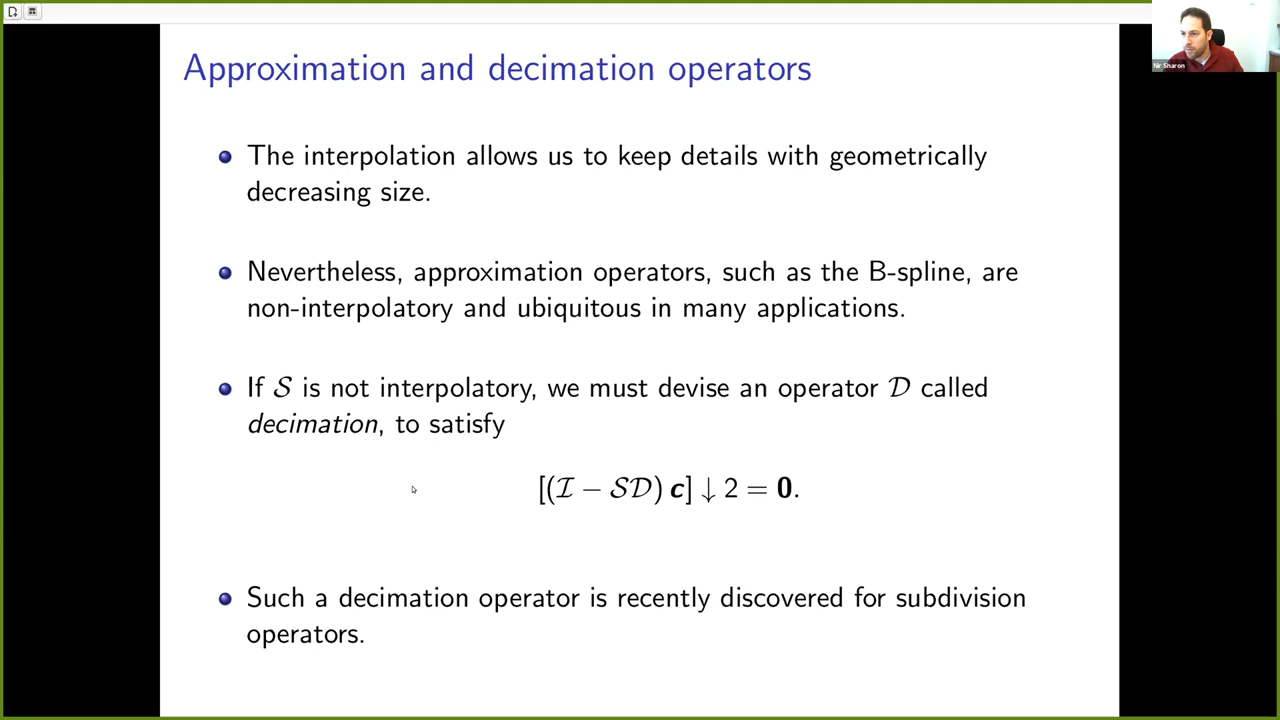 Nir Sharon
Approximation and decimation operators
The interpolation allows us to keep details with geometrically
decreasing size.
Nevertheless, approximation operators, such as the B-spline, are
non-interpolatory and ubiquitous in many applications.
If 𝒮 is not interpolatory, we must devise an operator 𝒟 called
decimation, to satisfy
[(ℐ − 𝒮𝒟) c] ↓ 2 = 0.
Such a decimation operator is recently discovered for subdivision
operators.